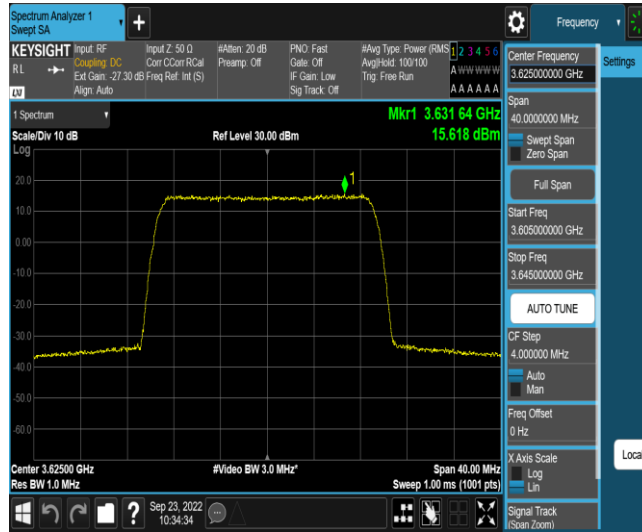 Spectrum Analyzer 1
Swept SA
Frequency
KEYSIGHT
RL
LXI
Input: RF
Coupling: DC
Ext Gain: -27.30 dB
Align: Auto
Input Z: 50 Ω
Corr CCorr RCal
Freq Ref: Int (S)
#Atten: 20 dB
Preamp: Off
PNO: Fast
Gate: Off
IF Gain: Low
Sig Track: Off
#Avg Type: Power (RMS
Avg|Hold: 100/100
Trig: Free Run
1 2 3 4 5 6
A W W W W W
A A A A A A
1 Spectrum
Scale/Div 10 dB
Log
Ref Level 30.00 dBm
Mkr1 3.631 64 GHz
15.618 dBm
1
20.0
10.0
0.00
-10.0
-20.0
-30.0
-40.0
-50.0
-60.0
Center 3.62500 GHz
Res BW 1.0 MHz
#Video BW 3.0 MHz*
Span 40.00 MHz
Sweep 1.00 ms (1001 pts)
Sep 23, 2022
10:34:34
?
Center Frequency
3.625000000 GHz
Settings
Span
40.0000000 MHz
Swept Span
Zero Span
Full Span
Start Freq
3.605000000 GHz
Stop Freq
3.645000000 GHz
AUTO TUNE
CF Step
4.000000 MHz
Auto
Man
Freq Offset
0 Hz
X Axis Scale
Log
Lin
Local
Signal Track
(Span Zoom)